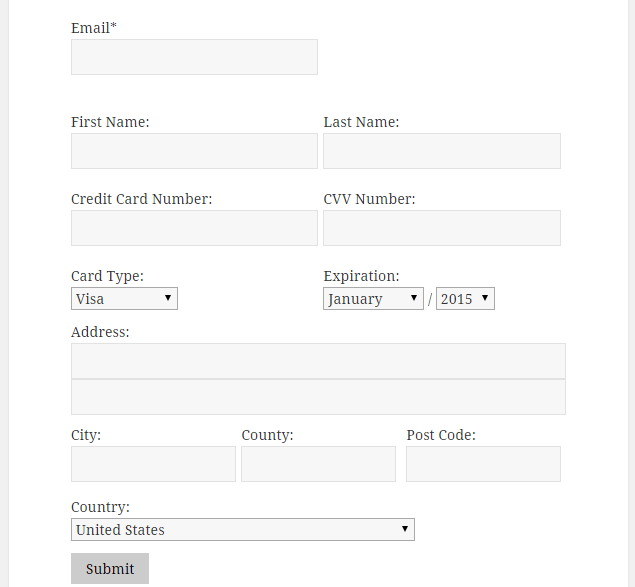 Email*
First Name: Last Name:
Credit Card Number: CVV Number:
Card Type: Expiration:
Visa January / 2015
Address:
City: County: Post Code:
Country:
United States
Submit